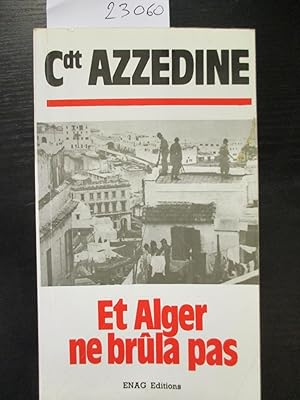 23060
Cdt AZZEDINE
Et Alger
ne brûla pas
ENAG Editions